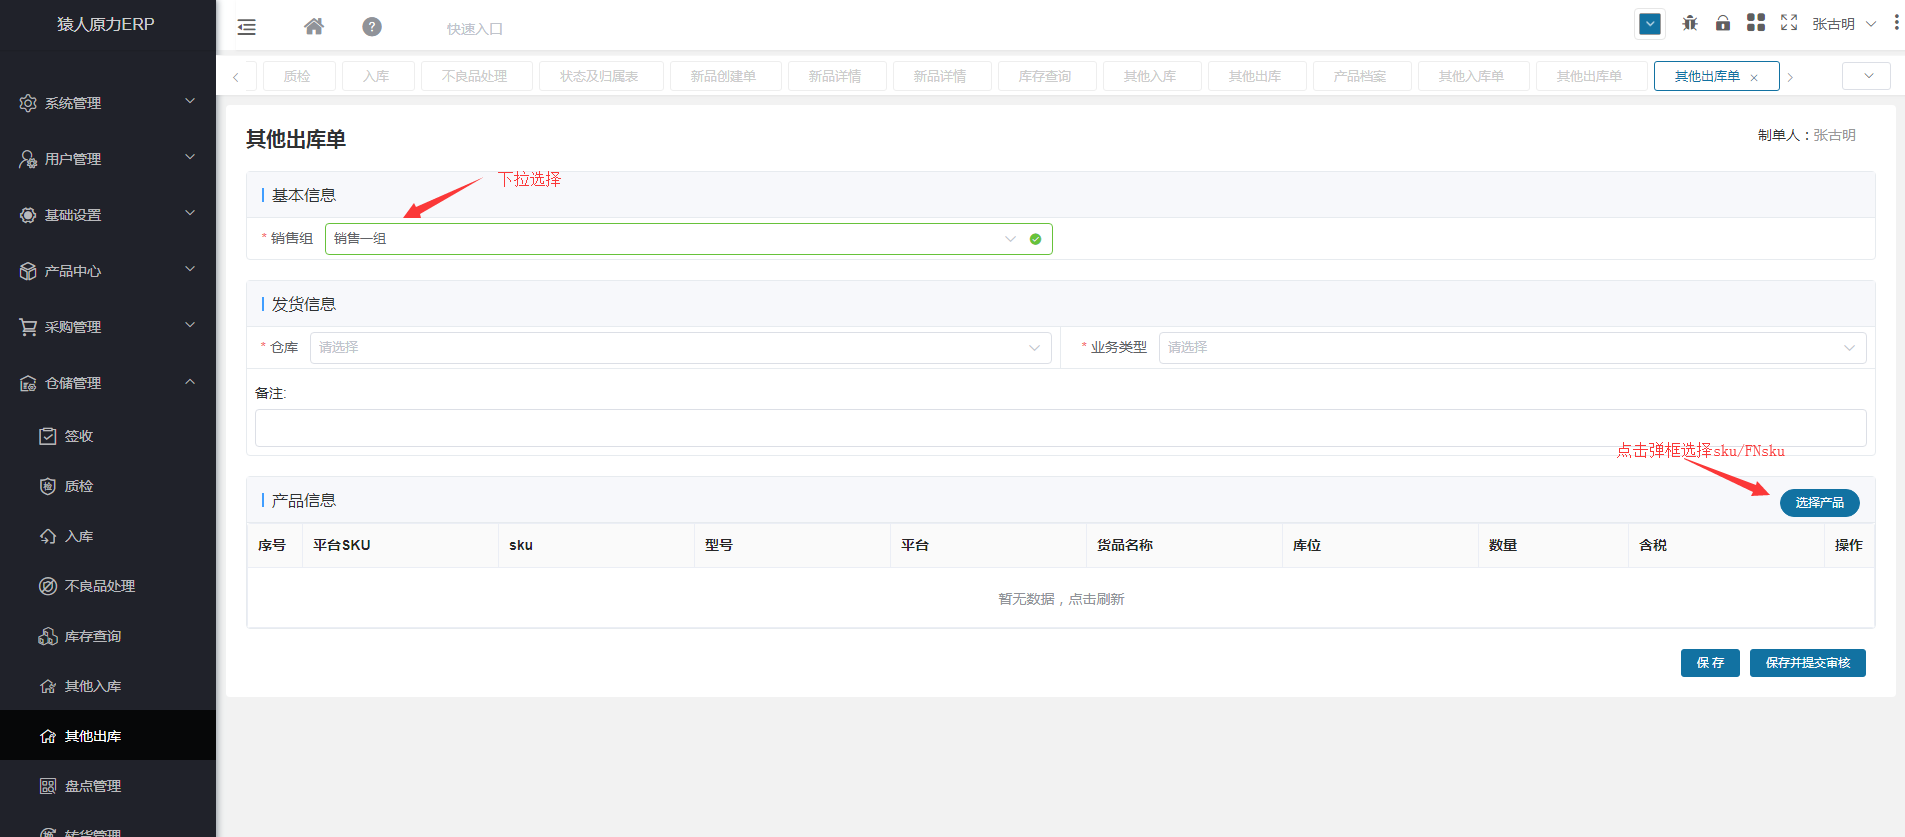 猿人原力ERP
快速入口
张古明
质检
入库
不良品处理
状态及归属表
新品创建单
新品详情
新品详情
库存查询
其他入库
其他出库
产品档案
其他入库单
其他出库单
其他出库单
系统管理
用户管理
基础设置
产品中心
采购管理
仓储管理
签收
质检
入库
不良品处理
库存查询
其他入库
其他出库
盘点管理
转货管理
其他出库单
制单人：张古明
下拉选择
基本信息
* 销售组 销售一组
发货信息
* 仓库 请选择
* 业务类型 请选择
备注:
点击弹框选择sku/FNsku
产品信息
选择产品
序号 平台SKU sku 型号 平台 货品名称 库位 数量 含税 操作
暂无数据，点击刷新
保 存
保存并提交审核